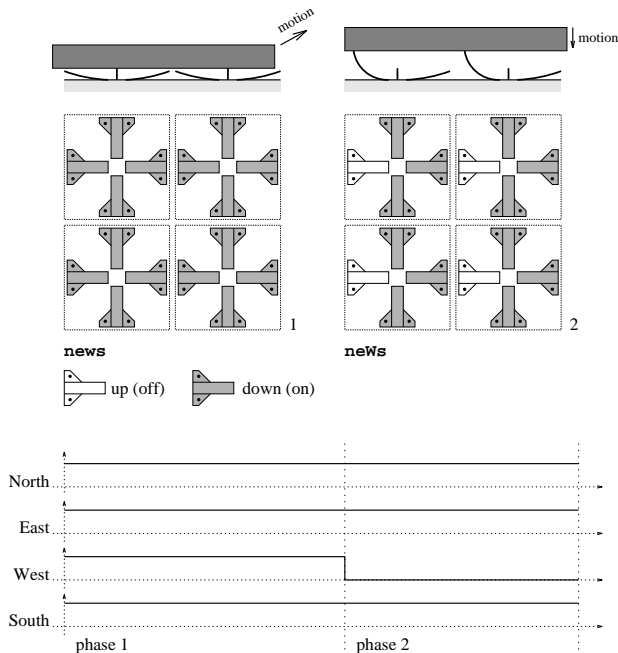 motion
motion
1
2
news
neWs
up (off)
down (on)
North
East
West
South
phase 1
phase 2